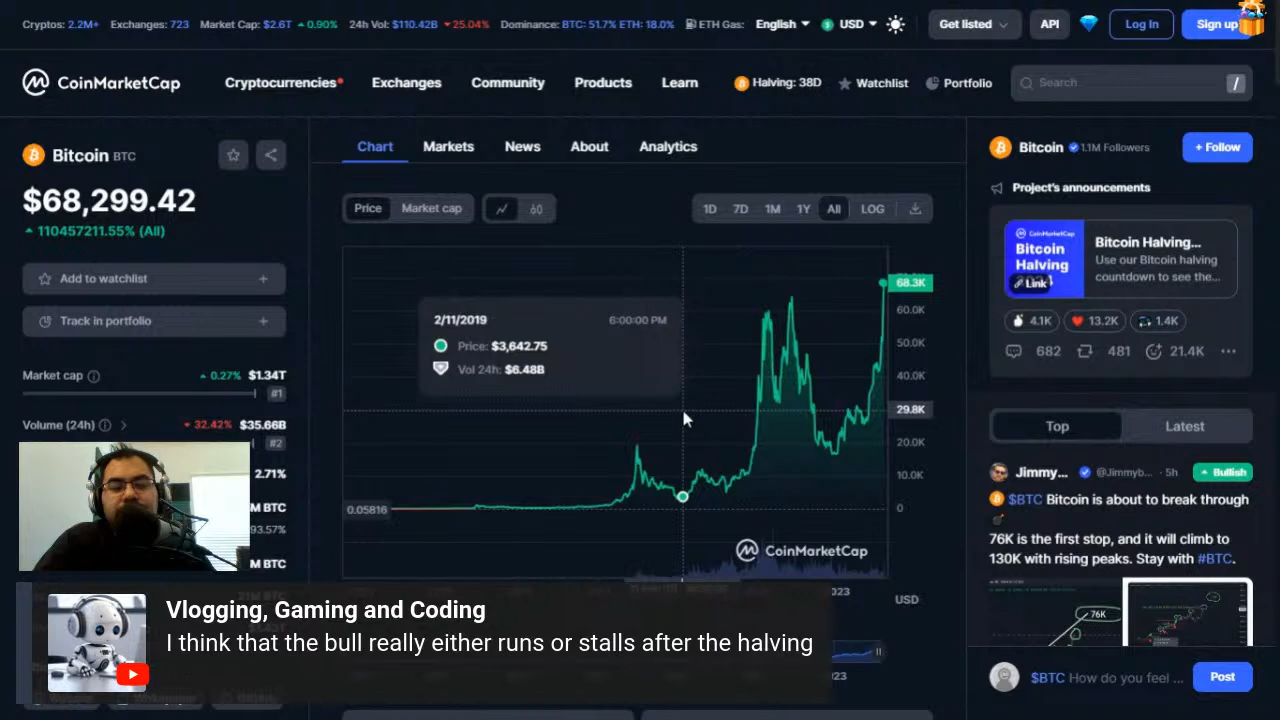 Cryptos: 2.2M+ Exchanges: 723 Market Cap: $2.6T 0.90% 24h Vol: $110.42B 25.04% Dominance: BTC: 51.7% ETH: 18.0% ETH Gas: English USD Get listed API Log In Sign up
CoinMarketCap Cryptocurrencies Exchanges Community Products Learn Halving: 38D Watchlist Portfolio Search /
Bitcoin BTC
$68,299.42
110457211.55% (All)
Add to watchlist +
Track in portfolio +
Market cap 0.27% $1.34T
#1
Volume (24h) 32.42% $35.66B
#2
2.71%
M BTC
93.57%
M BTC
Chart Markets News About Analytics
Price Market cap 1D 7D 1M 1Y All LOG
2/11/2019 6:00:00 PM
Price: $3,642.75
Vol 24h: $6.48B
68.3K
60.0K
50.0K
40.0K
29.8K
20.0K
10.0K
0
0.05816
CoinMarketCap
2023
USD
2023
Bitcoin 1.1M Followers + Follow
Project's announcements
CoinMarketCap
Bitcoin
Halving
Link
Bitcoin Halving...
Use our Bitcoin halving
countdown to see the...
4.1K 13.2K 1.4K
682 481 21.4K
Top Latest
Jimmy... @Jimmyb... · 5h Bullish
$BTC Bitcoin is about to break through
76K is the first stop, and it will climb to
130K with rising peaks. Stay with #BTC.
76K
$BTC How do you feel ... Post
Vlogging, Gaming and Coding
I think that the bull really either runs or stalls after the halving